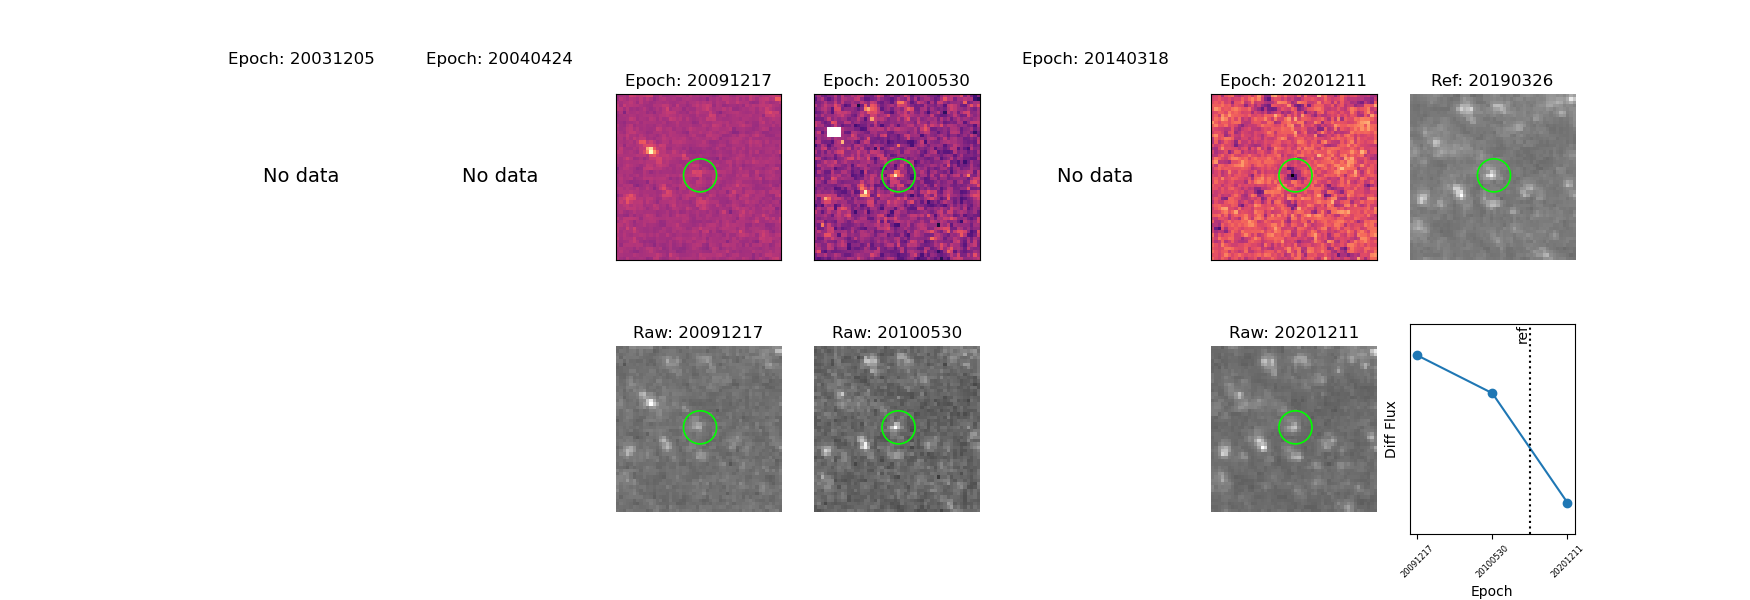 Epoch: 20031205
Epoch: 20040424
Epoch: 20091217
Epoch: 20100530
Epoch: 20140318
Epoch: 20201211
Ref: 20190326
No data
No data
No data
Raw: 20091217
Raw: 20100530
Raw: 20201211
ref
Diff Flux
20091217
20100530
20201211
Epoch